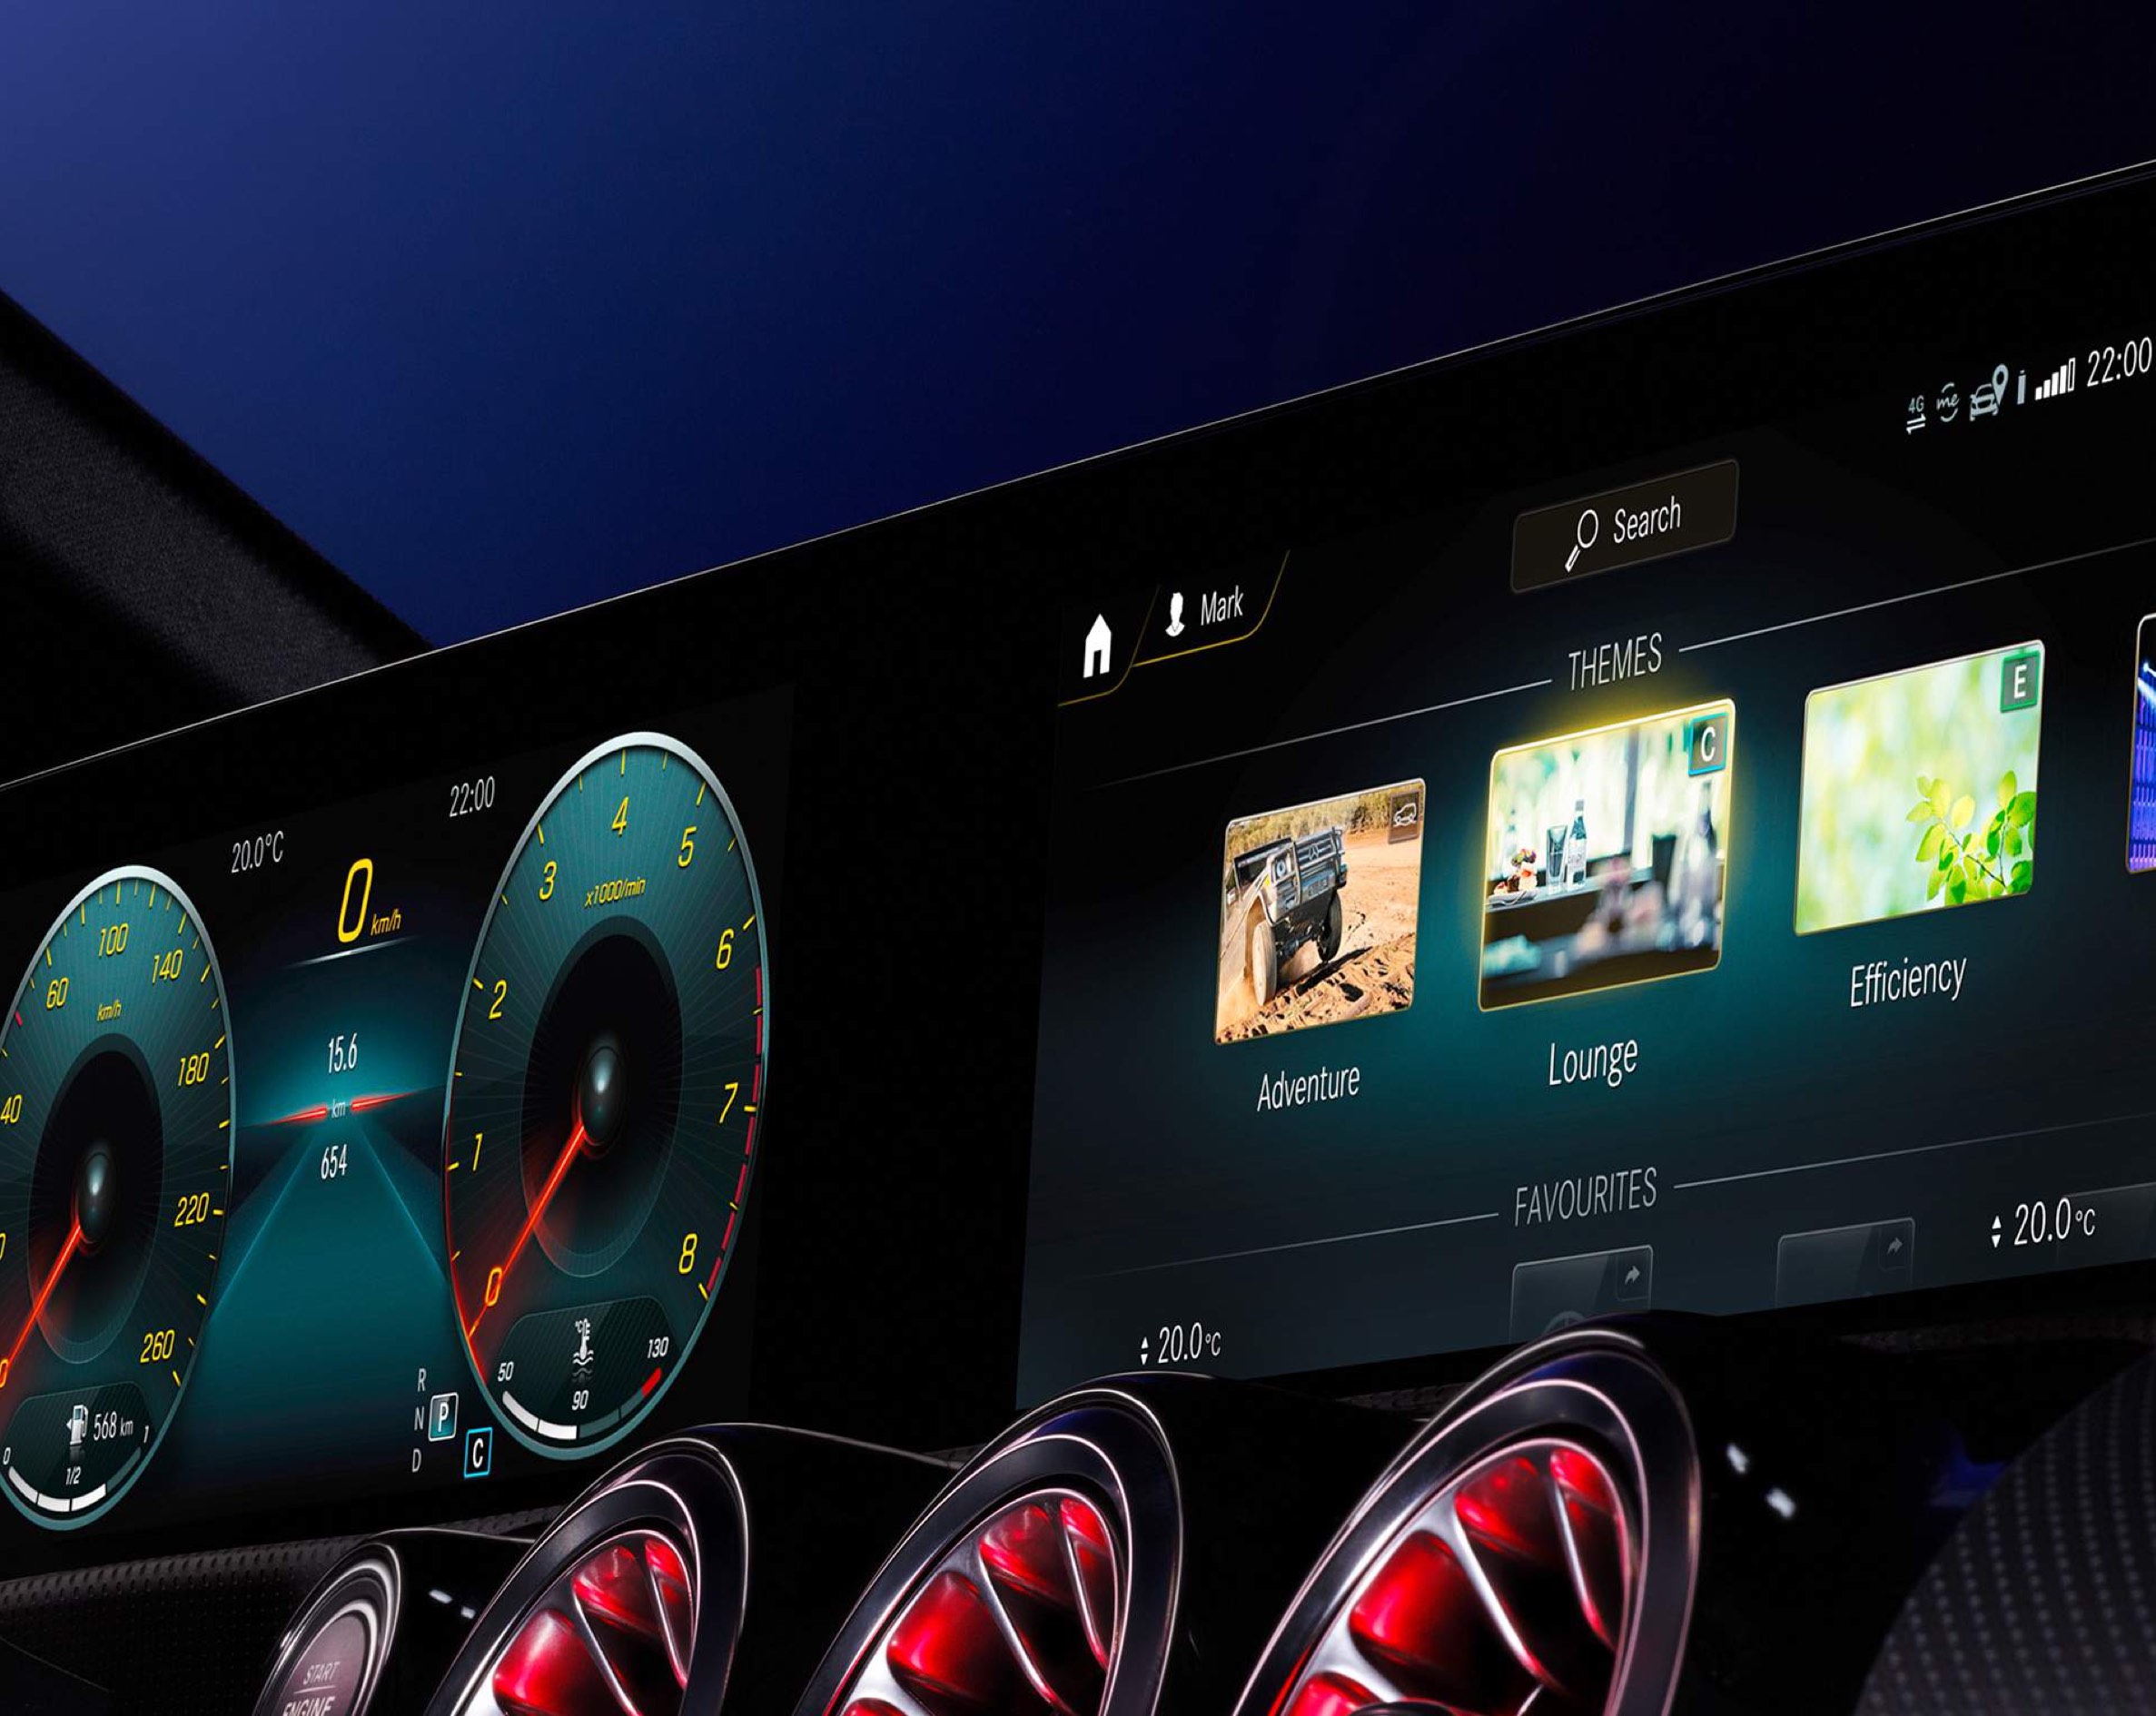 20.0°C
22:00
0 km/h
60
100
140
km/h
40
180
220
260
0
568 km
1
0
1/2
15.6
km
654
R
N
P
D
C
4
3
5
x1000/min
2
6
1
7
0
8
°C
50
130
90
4G
me
22:00
Search
Mark
THEMES
C
E
Adventure
Lounge
Efficiency
FAVOURITES
20.0°C
20.0°C
START
ENGINE